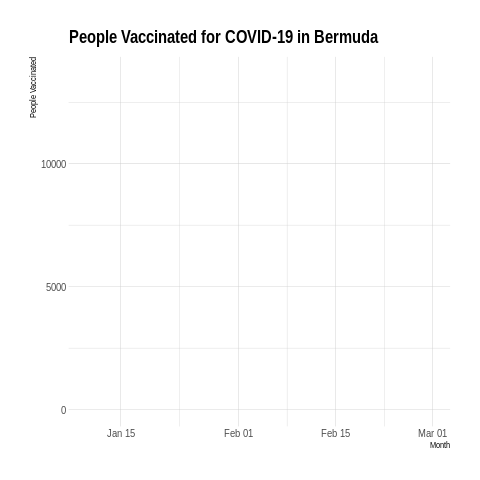 People Vaccinated for COVID-19 in Bermuda
People Vaccinated
10000
5000
0
Jan 15
Feb 01
Feb 15
Mar 01
Month